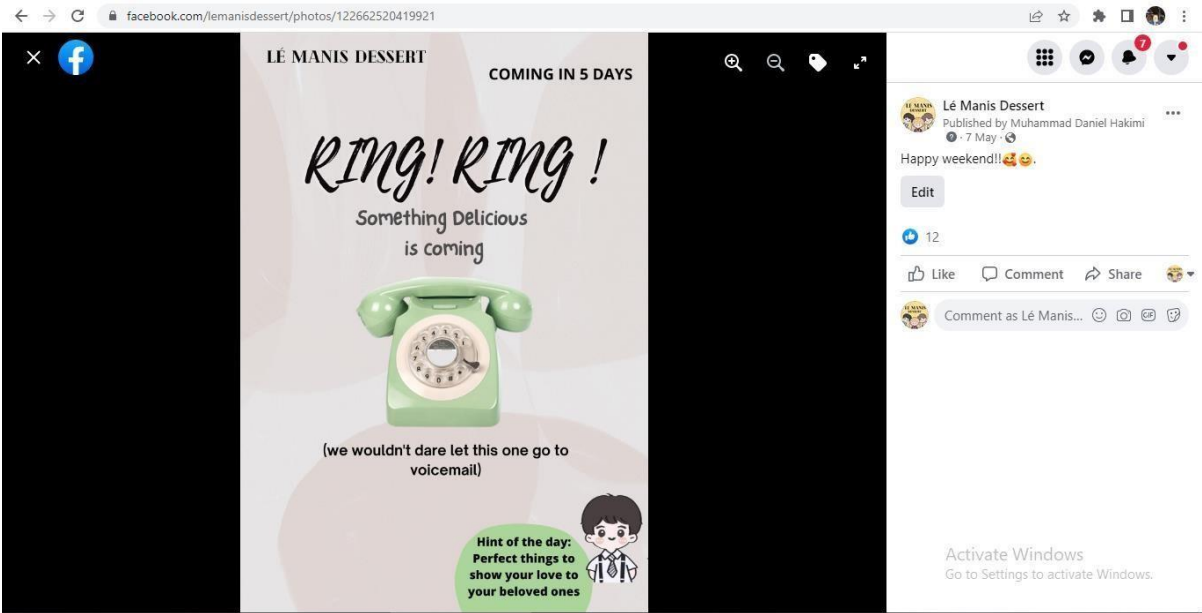 facebook.com/lemanisdessert/photos/122662520419921
LÉ MANIS DESSERT
COMING IN 5 DAYS
RING! RING !
Something Delicious
is coming
(we wouldn't dare let this one go to
voicemail)
Hint of the day:
Perfect things to
show your love to
your beloved ones
7
Lé Manis Dessert
Published by Muhammad Daniel Hakimi
· 7 May ·
Happy weekend!!🥰😊.
Edit
12
Like Comment Share
Comment as Lé Manis... GIF
Activate Windows
Go to Settings to activate Windows.